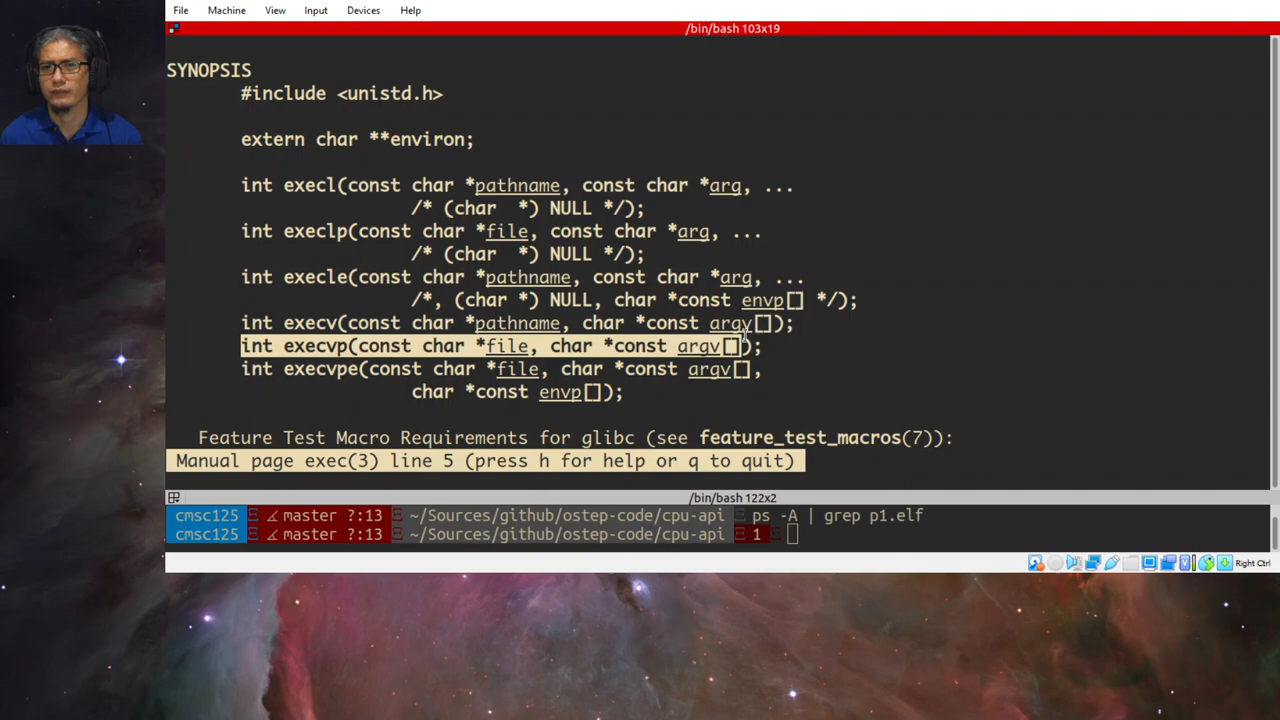 File Machine View Input Devices Help
/bin/bash 103x19
SYNOPSIS
#include <unistd.h>
extern char **environ;
int execl(const char *pathname, const char *arg, ...
/* (char  *) NULL */);
int execlp(const char *file, const char *arg, ...
/* (char  *) NULL */);
int execle(const char *pathname, const char *arg, ...
/*, (char *) NULL, char *const envp[] */);
int execv(const char *pathname, char *const argv[]);
int execvp(const char *file, char *const argv[]);
int execvpe(const char *file, char *const argv[],
char *const envp[]);
Feature Test Macro Requirements for glibc (see feature_test_macros(7)):
Manual page exec(3) line 5 (press h for help or q to quit)
/bin/bash 122x2
cmsc125 master ?:13 ~/Sources/github/ostep-code/cpu-api ps -A | grep p1.elf
cmsc125 master ?:13 ~/Sources/github/ostep-code/cpu-api 1
Right Ctrl